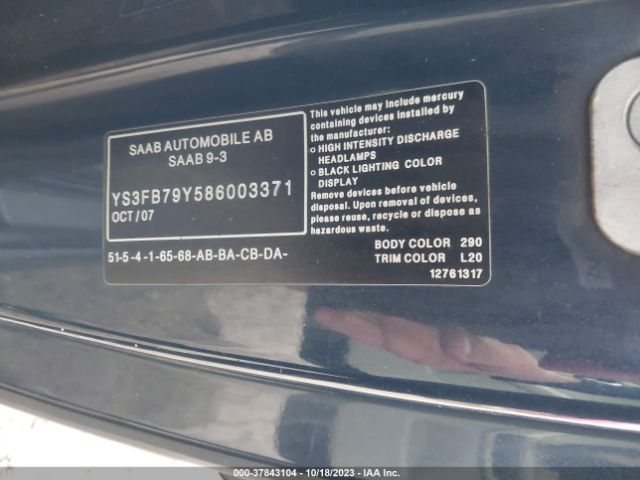 SAAB AUTOMOBILE AB
SAAB 9-3
YS3FB79Y586003371
OCT/07
51-5-4-1-65-68-AB-BA-CB-DA-
This vehicle may include mercury
containing devices installed by
the manufacturer:
o HIGH INTENSITY DISCHARGE
HEADLAMPS
o BLACK LIGHTING COLOR
DISPLAY
Remove devices before vehicle
disposal. Upon removal of devices,
please reuse, recycle or dispose as
hazardous waste.
BODY COLOR 290
TRIM COLOR L20
12761317
000-37843104 - 10/18/2023 - IAA Inc.